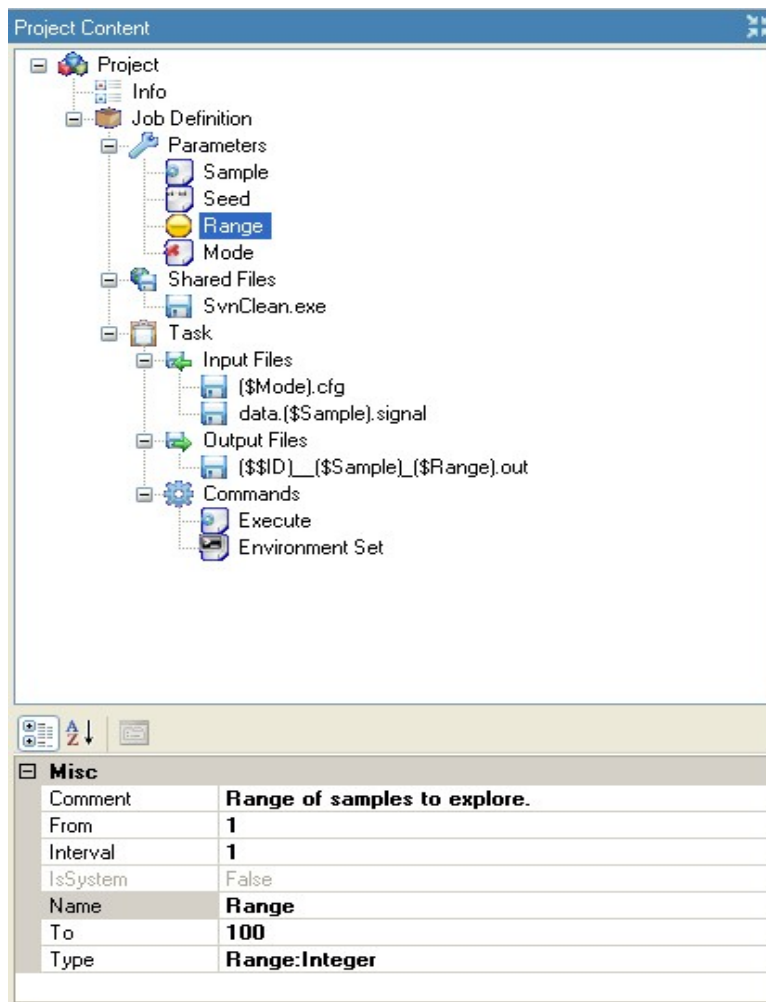 Project Content
Project
Info
Job Definition
Parameters
Sample
Seed
Range
Mode
Shared Files
SvnClean.exe
Task
Input Files
($Mode).cfg
data.($Sample).signal
Output Files
($$ID)__($Sample)_($Range).out
Commands
Execute
Environment Set
Misc
Comment Range of samples to explore.
From 1
Interval 1
IsSystem False
Name Range
To 100
Type Range:Integer